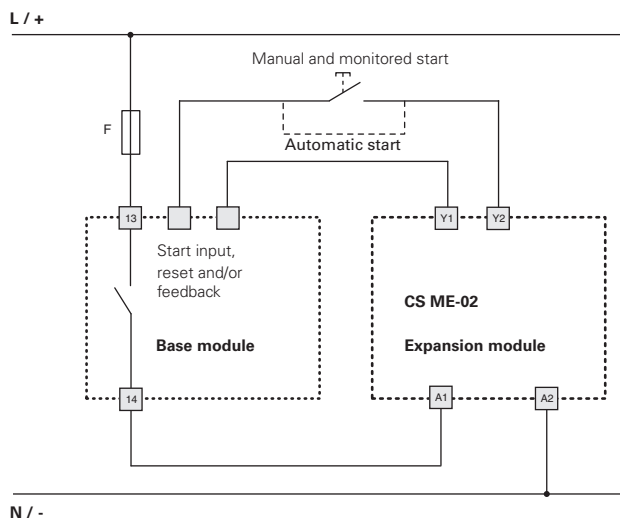 L / +
Manual and monitored start
F
Automatic start
13
Y1
Y2
Start input,
reset and/or
feedback
CS ME-02
Base module
Expansion module
14
A1
A2
N / -